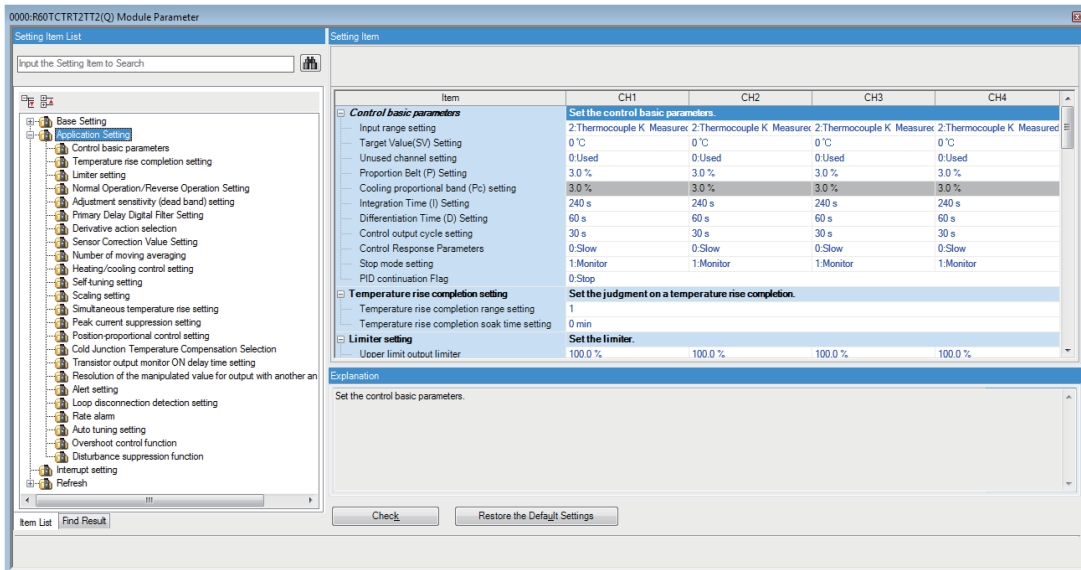 0000:R60TCTRT2TT2(Q) Module Parameter
Setting Item List
Input the Setting Item to Search
Base Setting
Application Setting
Control basic parameters
Temperature rise completion setting
Limiter setting
Normal Operation/Reverse Operation Setting
Adjustment sensitivity (dead band) setting
Primary Delay Digital Filter Setting
Derivative action selection
Sensor Correction Value Setting
Number of moving averaging
Heating/cooling control setting
Self-tuning setting
Scaling setting
Simultaneous temperature rise setting
Peak current suppression setting
Position-proportional control setting
Cold Junction Temperature Compensation Selection
Transistor output monitor ON delay time setting
Resolution of the manipulated value for output with another an
Alert setting
Loop disconnection detection setting
Rate alarm
Auto tuning setting
Overshoot control function
Disturbance suppression function
Interrupt setting
Refresh
Item List Find Result
Setting Item
Item CH1 CH2 CH3 CH4
Control basic parameters Set the control basic parameters.
Input range setting 2:Thermocouple K Measured 2:Thermocouple K Measured 2:Thermocouple K Measured 2:Thermocouple K Measured
Target Value(SV) Setting 0 °C 0 °C 0 °C 0 °C
Unused channel setting 0:Used 0:Used 0:Used 0:Used
Proportion Belt (P) Setting 3.0 % 3.0 % 3.0 % 3.0 %
Cooling proportional band (Pc) setting 3.0 % 3.0 % 3.0 % 3.0 %
Integration Time (I) Setting 240 s 240 s 240 s 240 s
Differentiation Time (D) Setting 60 s 60 s 60 s 60 s
Control output cycle setting 30 s 30 s 30 s 30 s
Control Response Parameters 0:Slow 0:Slow 0:Slow 0:Slow
Stop mode setting 1:Monitor 1:Monitor 1:Monitor 1:Monitor
PID continuation Flag 0:Stop
Temperature rise completion setting Set the judgment on a temperature rise completion.
Temperature rise completion range setting 1
Temperature rise completion soak time setting 0 min
Limiter setting Set the limiter.
Upper limit output limiter 100.0 % 100.0 % 100.0 % 100.0 %
Explanation
Set the control basic parameters.
Check Restore the Default Settings